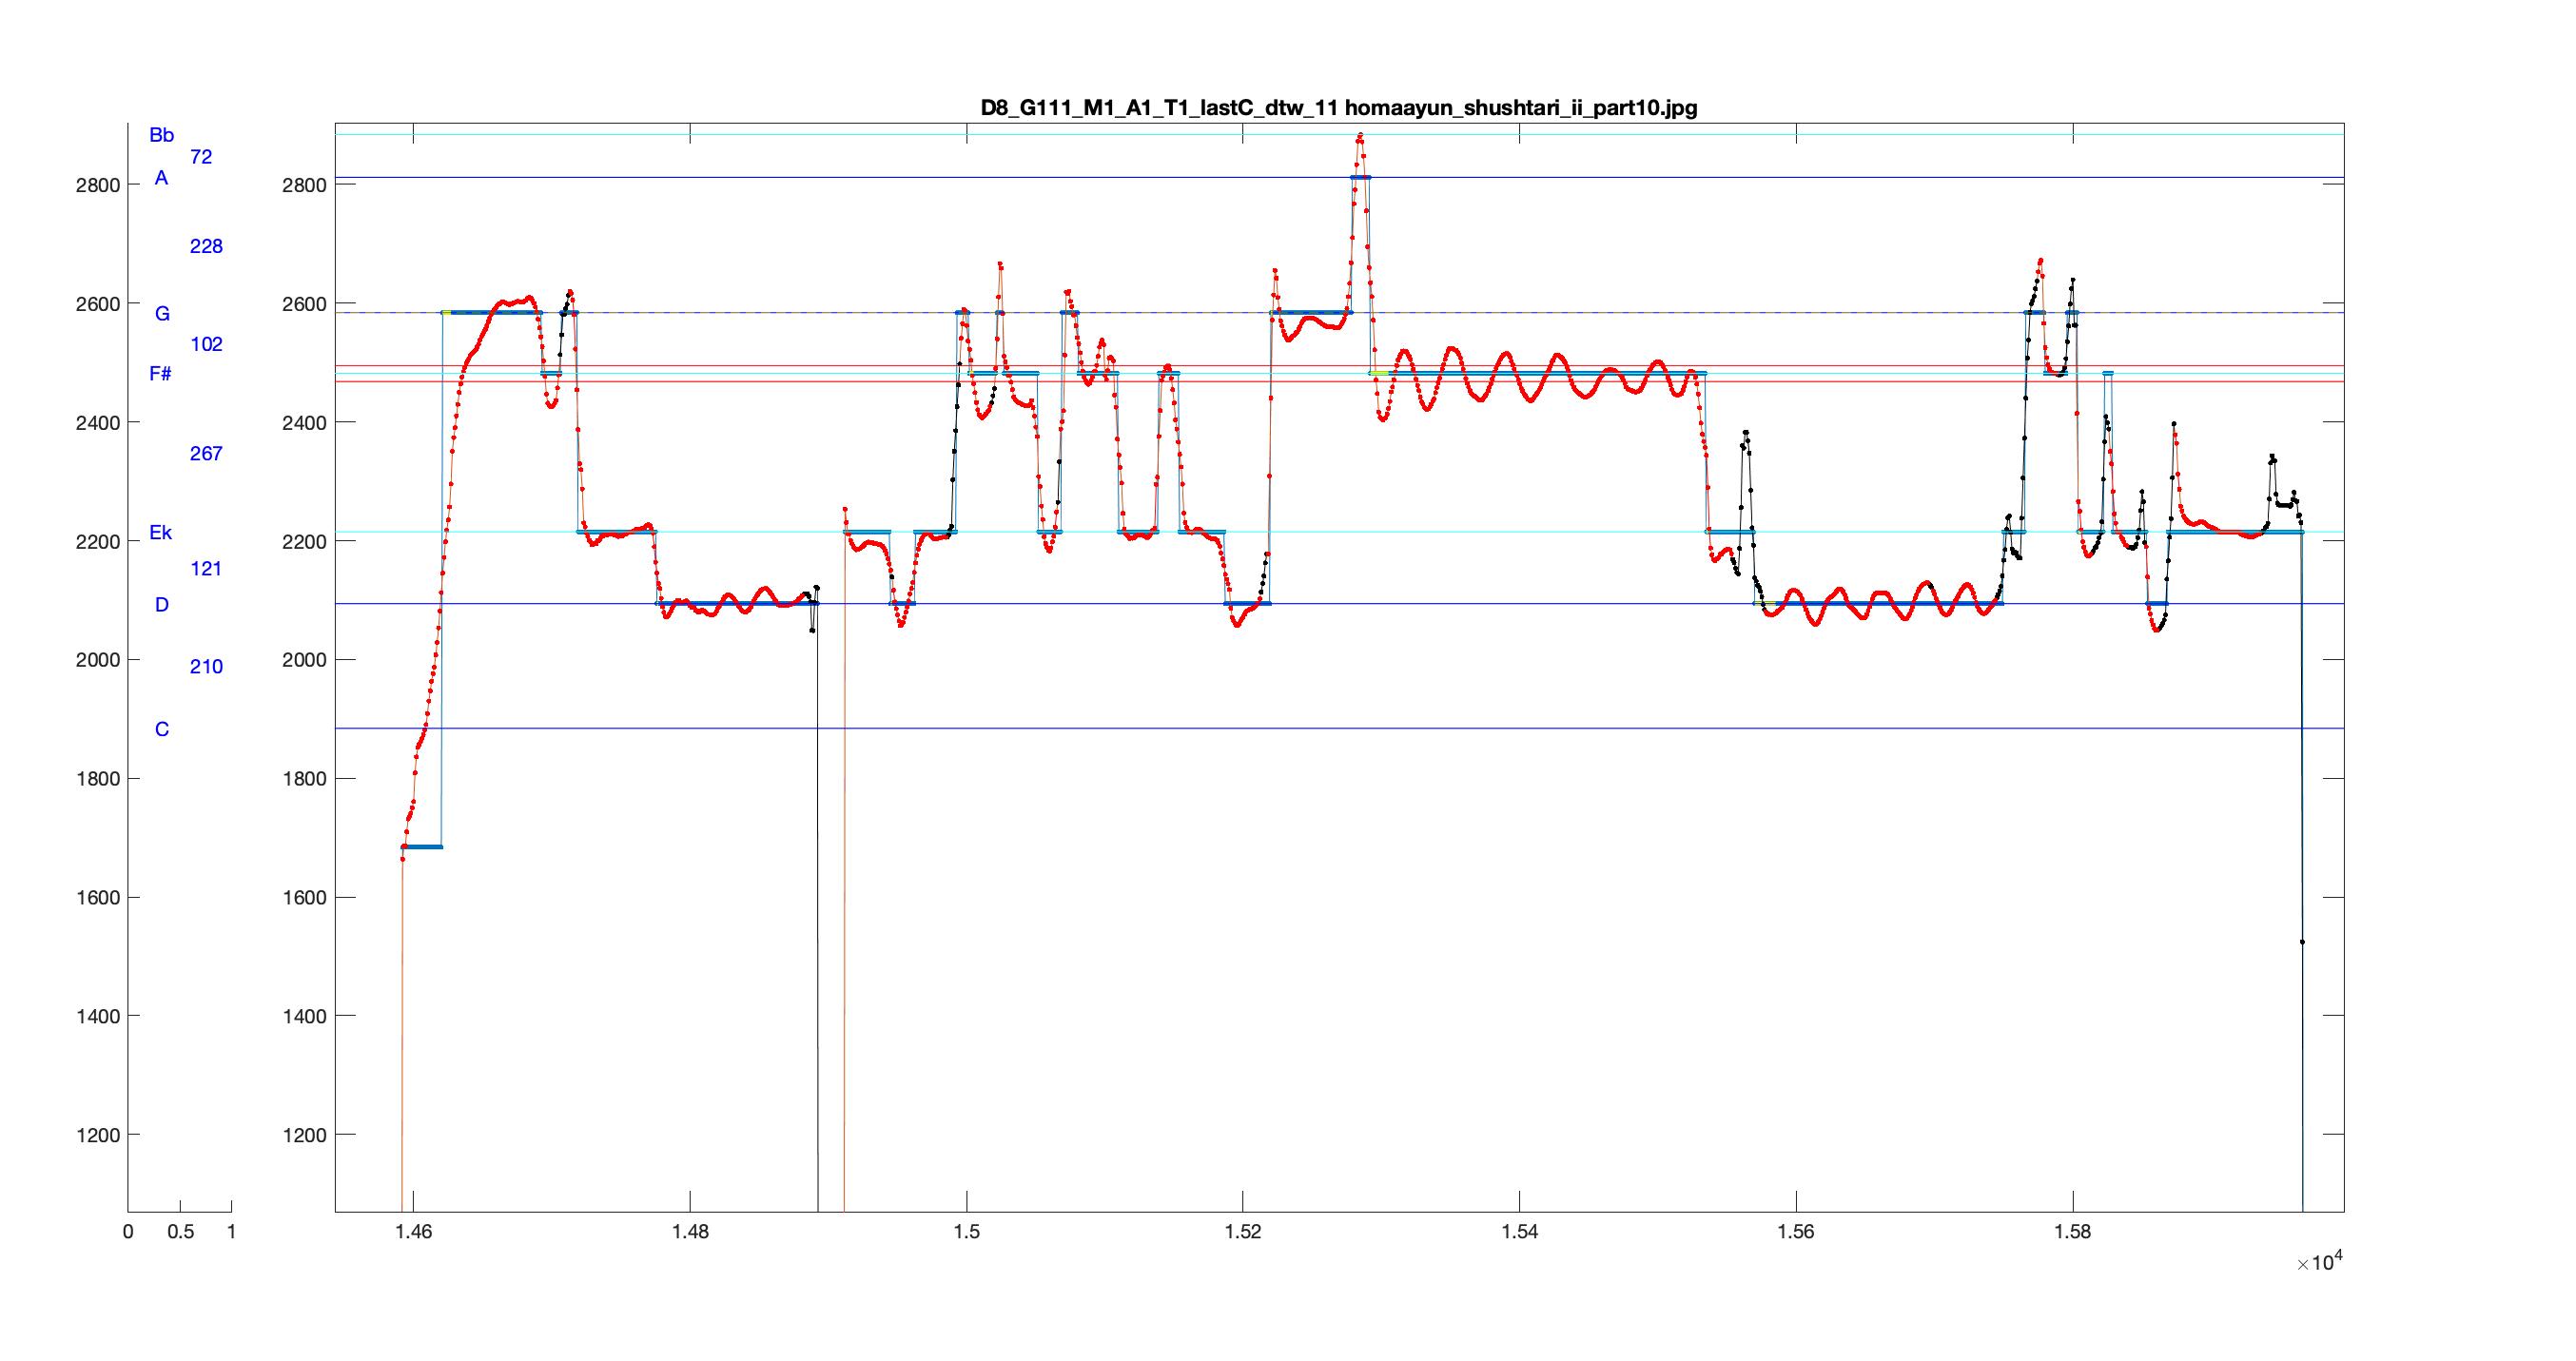 D8_G111_M1_A1_T1_lastC_dtw_11 homaayun_shushtari_ii_part10.jpg
Bb
72
2800 A 2800
228
2600 G 2600
102
F#
2400 2400
267
2200 Ek 2200
121
D
2000 2000
210
C
1800 1800
1600 1600
1400 1400
1200 1200
0 0.5 1 1.46 1.48 1.5 1.52 1.54 1.56 1.58
×10⁴